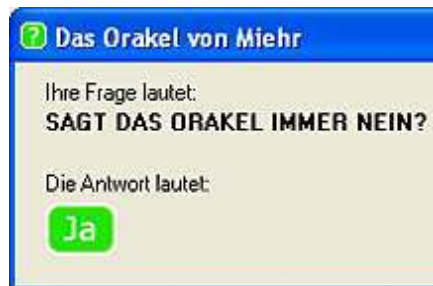 Das Orakel von Miehr
Ihre Frage lautet:
SAGT DAS ORAKEL IMMER NEIN?
Die Antwort lautet:
Ja